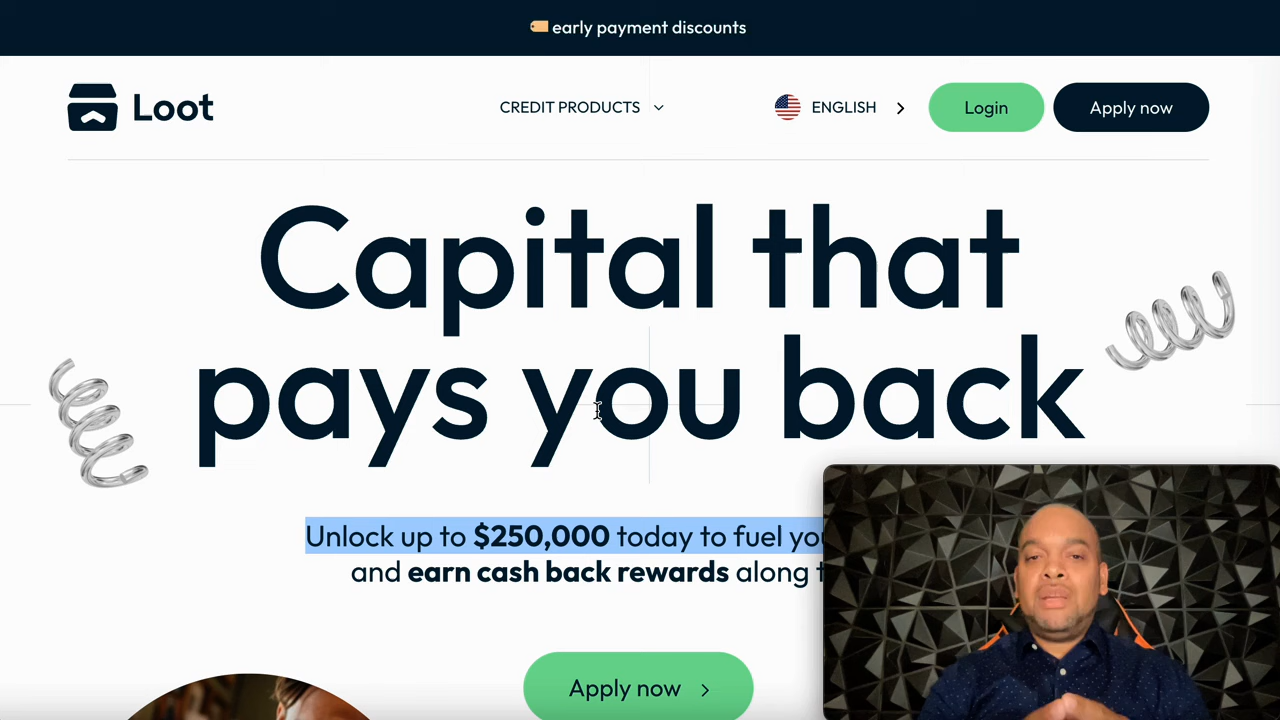 early payment discounts
Loot
CREDIT PRODUCTS
ENGLISH
Login
Apply now
Capital that
pays you back
Unlock up to $250,000 today to fuel
and earn cash back rewards along
Apply now